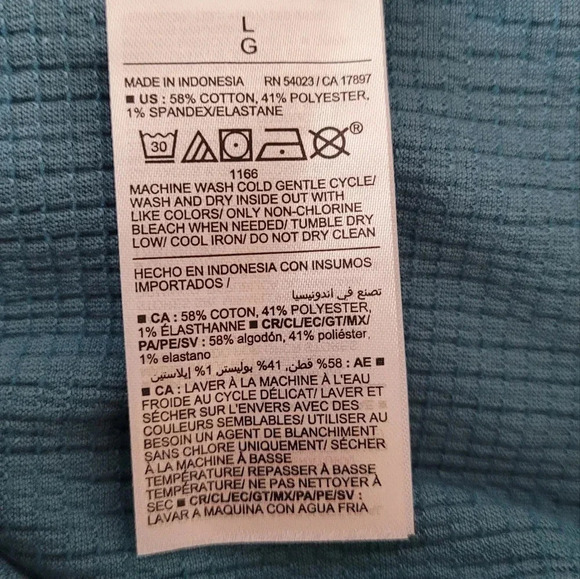 L
G
MADE IN INDONESIA RN 54023 / CA 17897
■ US : 58% COTTON, 41% POLYESTER,
1% SPANDEX/ELASTANE
30 ®
1166
MACHINE WASH COLD GENTLE CYCLE/
WASH AND DRY INSIDE OUT WITH
LIKE COLORS/ ONLY NON-CHLORINE
BLEACH WHEN NEEDED/ TUMBLE DRY
LOW/ COOL IRON/ DO NOT DRY CLEAN
HECHO EN INDONESIA CON INSUMOS
IMPORTADOS /
تصنع في أندونيسيا
■ CA : 58% COTON, 41% POLYESTER,
1% ÉLASTHANNE ■ CR/CL/EC/GT/MX/
PA/PE/SV : 58% algodón, 41% poliéster,
1% elastano
■ AE : 58% قطن, 41% بوليستر, 1% إيلاستين
■ CA : LAVER À LA MACHINE À L'EAU
FROIDE AU CYCLE DÉLICAT/ LAVER ET
SÉCHER SUR L'ENVERS AVEC DES
COULEURS SEMBLABLES/ UTILISER AU
BESOIN UN AGENT DE BLANCHIMENT
SANS CHLORE UNIQUEMENT/ SÉCHER
À LA MACHINE À BASSE
TEMPÉRATURE/ REPASSER À BASSE
TEMPÉRATURE/ NE PAS NETTOYER À
SEC ■ CR/CL/EC/GT/MX/PA/PE/SV :
LAVAR A MAQUINA CON AGUA FRIA